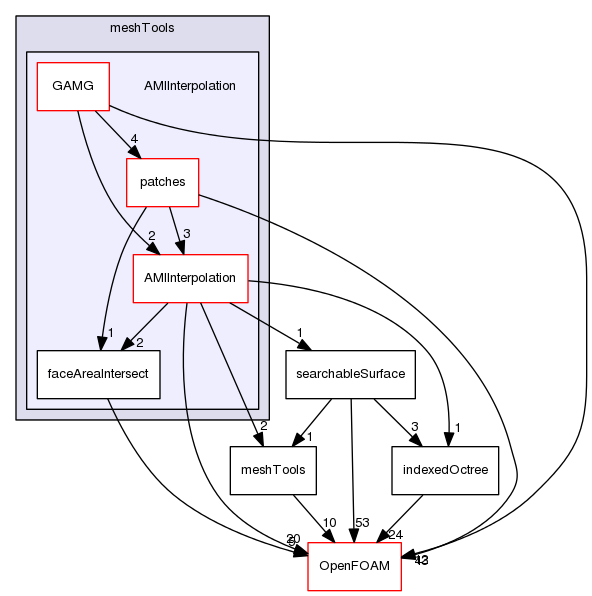 meshTools
GAMG
AMIInterpolation
4
patches
2
3
AMIInterpolation
1
2
1
faceAreaIntersect
searchableSurface
2
1
3
1
meshTools
indexedOctree
10
53
24
20
OpenFOAM